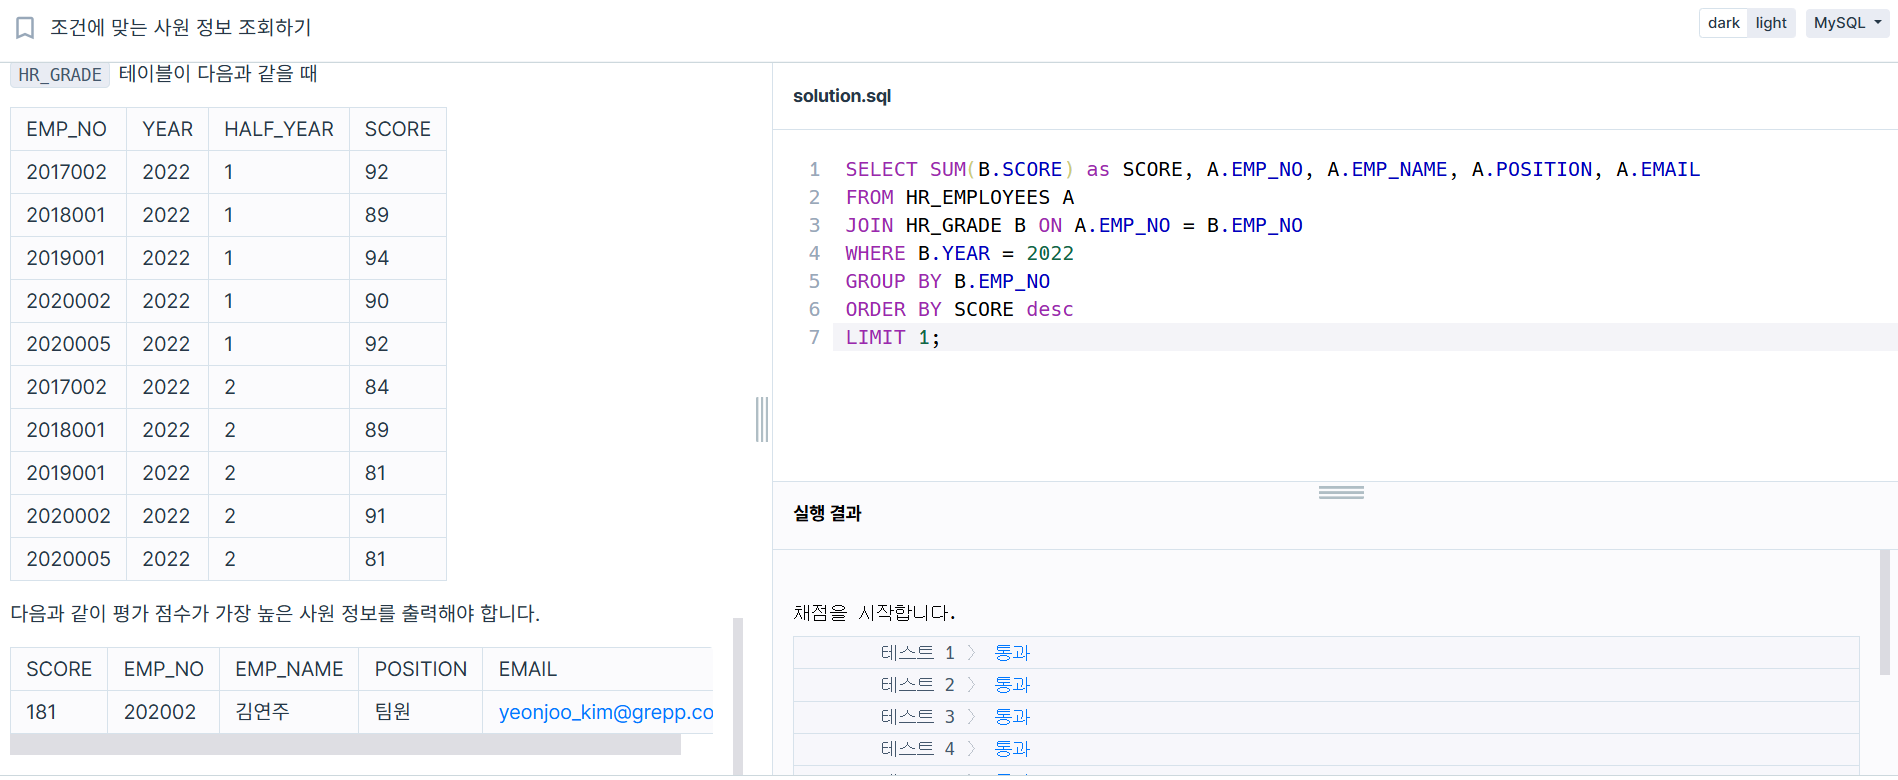 조건에 맞는 사원 정보 조회하기
dark light MySQL
HR_GRADE 테이블이 다음과 같을 때
EMP_NO YEAR HALF_YEAR SCORE
2017002 2022 1 92
2018001 2022 1 89
2019001 2022 1 94
2020002 2022 1 90
2020005 2022 1 92
2017002 2022 2 84
2018001 2022 2 89
2019001 2022 2 81
2020002 2022 2 91
2020005 2022 2 81
다음과 같이 평가 점수가 가장 높은 사원 정보를 출력해야 합니다.
SCORE EMP_NO EMP_NAME POSITION EMAIL
181 202002 김연주 팀원 yeonjoo_kim@grepp.co
solution.sql
1 SELECT SUM(B.SCORE) as SCORE, A.EMP_NO, A.EMP_NAME, A.POSITION, A.EMAIL
2 FROM HR_EMPLOYEES A
3 JOIN HR_GRADE B ON A.EMP_NO = B.EMP_NO
4 WHERE B.YEAR = 2022
5 GROUP BY B.EMP_NO
6 ORDER BY SCORE desc
7 LIMIT 1;
실행 결과
채점을 시작합니다.
테스트 1 〉 통과
테스트 2 〉 통과
테스트 3 〉 통과
테스트 4 〉 통과